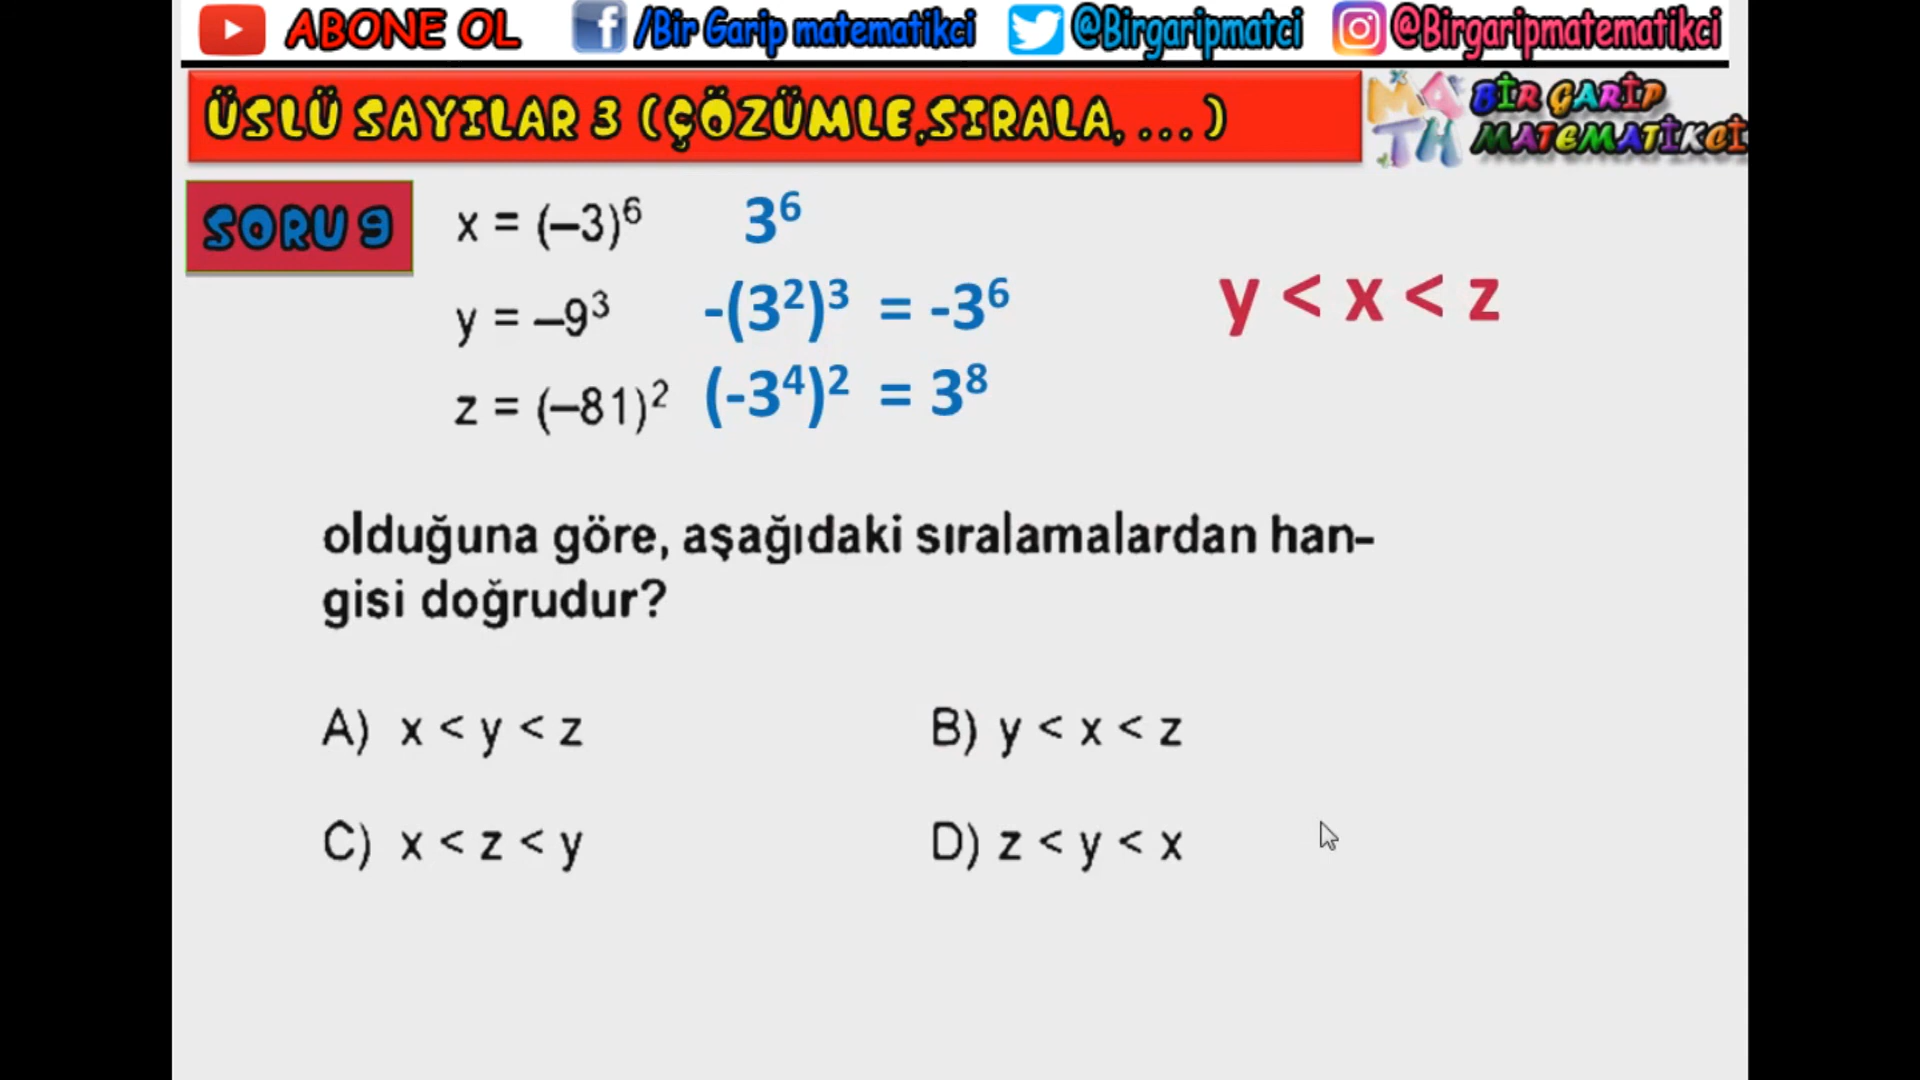 ABONE OL /Bir Garip matematikci @Birgaripmatci @Birgaripmatematikci
ÜSLÜ SAYILAR 3 (ÇÖZÜMLE,SIRALA, ... )
MATH BİR GARİP
MATEMATİKCİ
SORU 9
x = (–3)⁶ 3⁶
y = –9³ -(3²)³ = -3⁶
y < x < z
z = (–81)² (-3⁴)² = 3⁸
olduğuna göre, aşağıdaki sıralamalardan han-
gisi doğrudur?
A) x < y < z B) y < x < z
C) x < z < y D) z < y < x